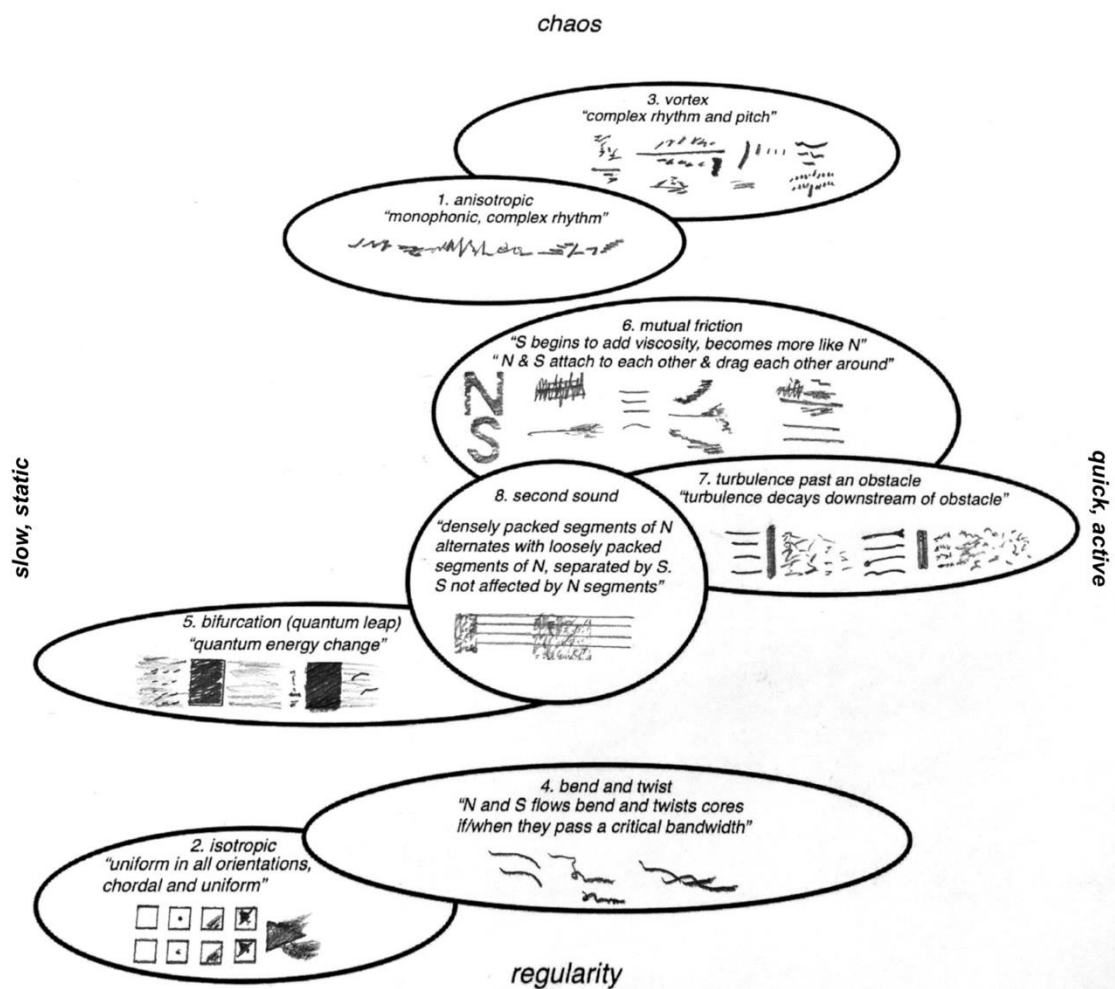 chaos
3. vortex
“complex rhythm and pitch”
1. anisotropic
“monophonic, complex rhythm”
6. mutual friction
“S begins to add viscosity, becomes more like N”
“ N & S attach to each other & drag each other around”
N
S
slow, static
quick, active
7. turbulence past an obstacle
“turbulence decays downstream of obstacle”
8. second sound
“densely packed segments of N
alternates with loosely packed
segments of N, separated by S.
S not affected by N segments”
5. bifurcation (quantum leap)
“quantum energy change”
4. bend and twist
“N and S flows bend and twists cores
if/when they pass a critical bandwidth”
2. isotropic
“uniform in all orientations,
chordal and uniform”
regularity